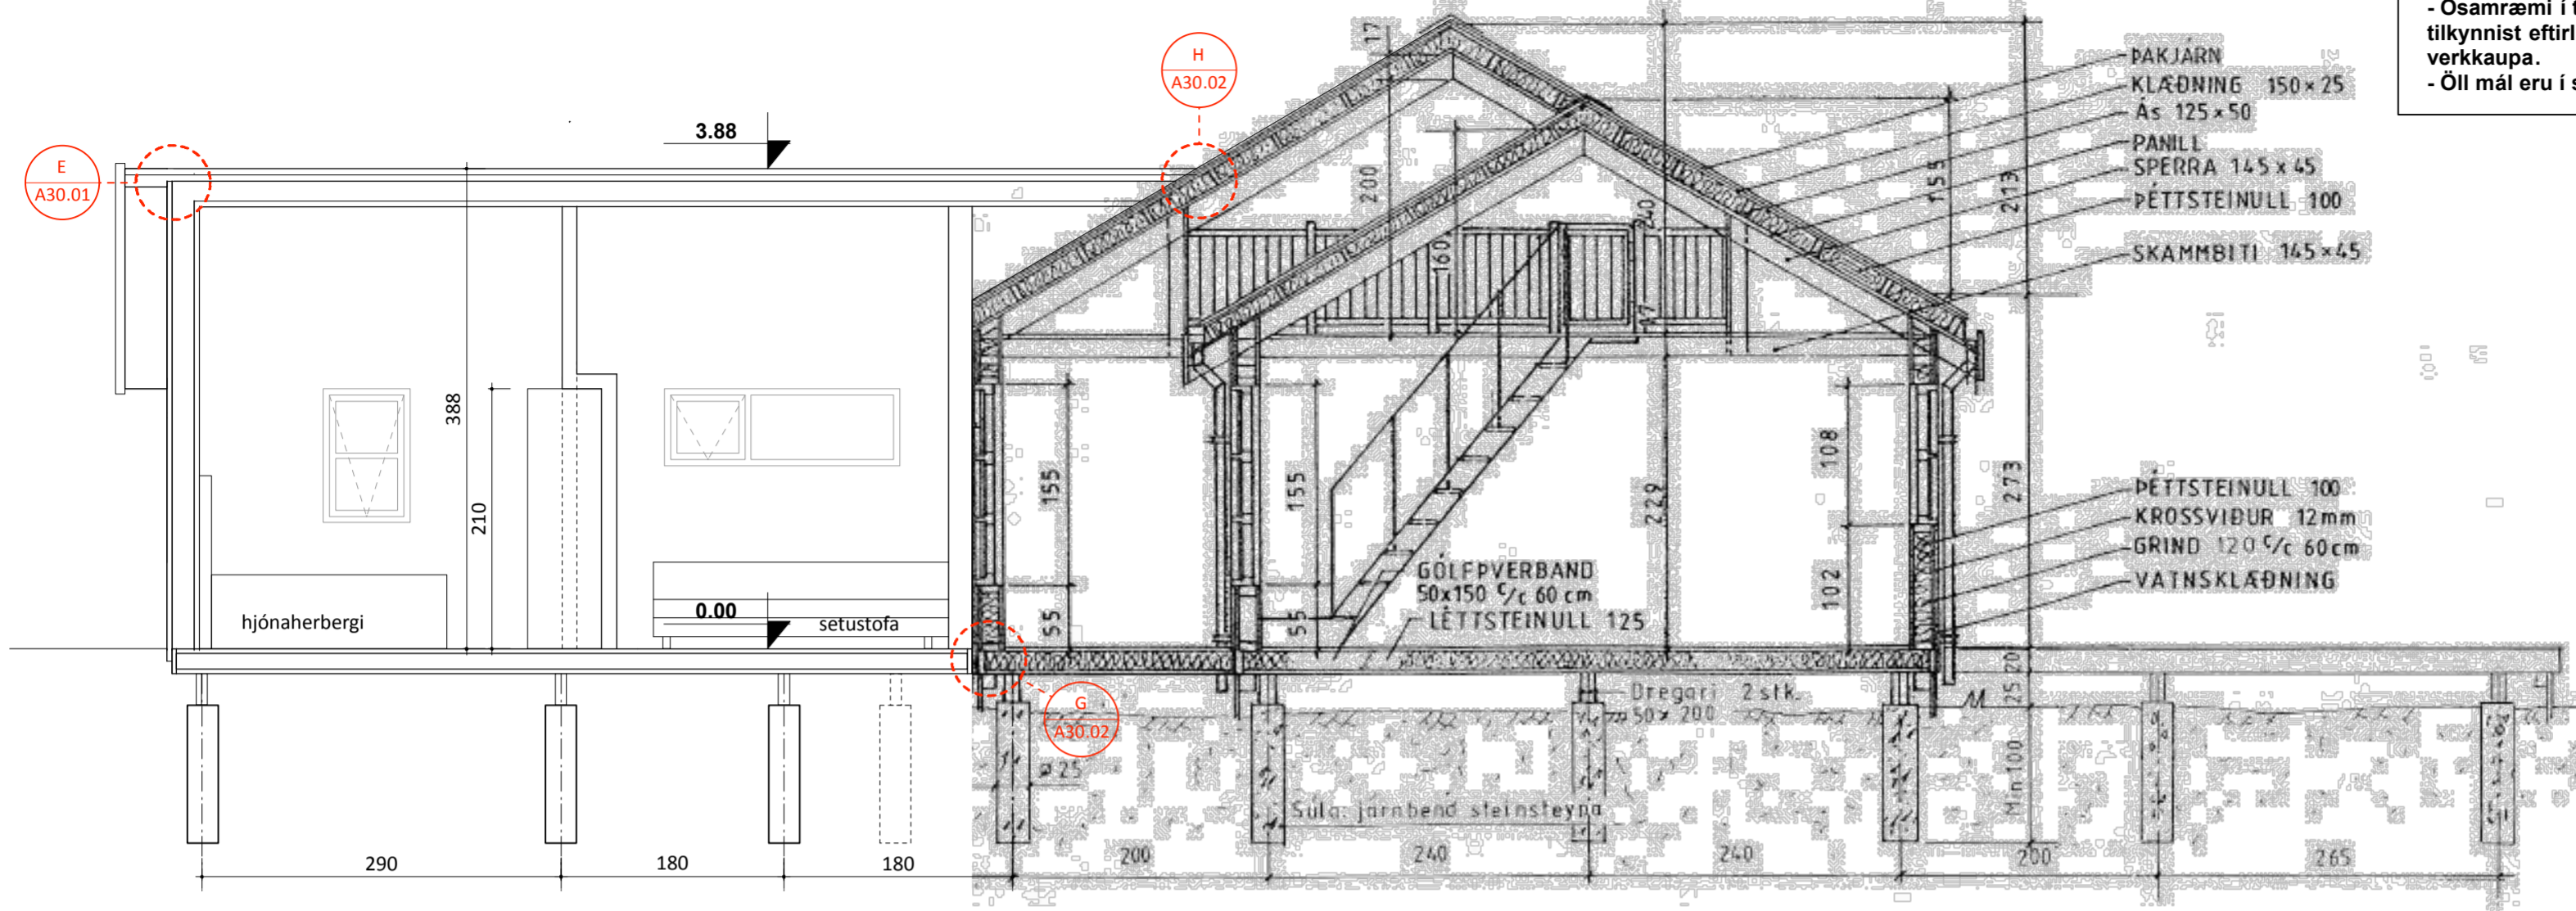 - Ósamræmi í
tilkynnist eftirl
verkkaupa.
- Öll mál eru í s
ÞAKJÁRN
KLÆÐNING 150×25
Ás 125×50
PANILL
SPERRA 145×45
ÞÉTTSTEINULL 100
SKAMMBITI 145×45
H
A30.02
E
A30.01
3.88
17
200
160
240
47
155
213
388
210
155
55
155
55
229
108
102
273
20
25
Min 100
ÞÉTTSTEINULL 100
KROSSVIÐUR 12mm
GRIND 120 C/c 60cm
VATNSKLÆÐNING
GÓLFÞVERBAND
50x150 C/c 60 cm
LÉTTSTEINULL 125
hjónaherbergi
0.00
setustofa
G
A30.02
Dregari 2 stk.
50×200
ø25
Súla: járnbend steinsteypa
290
180
180
200
240
240
200
265